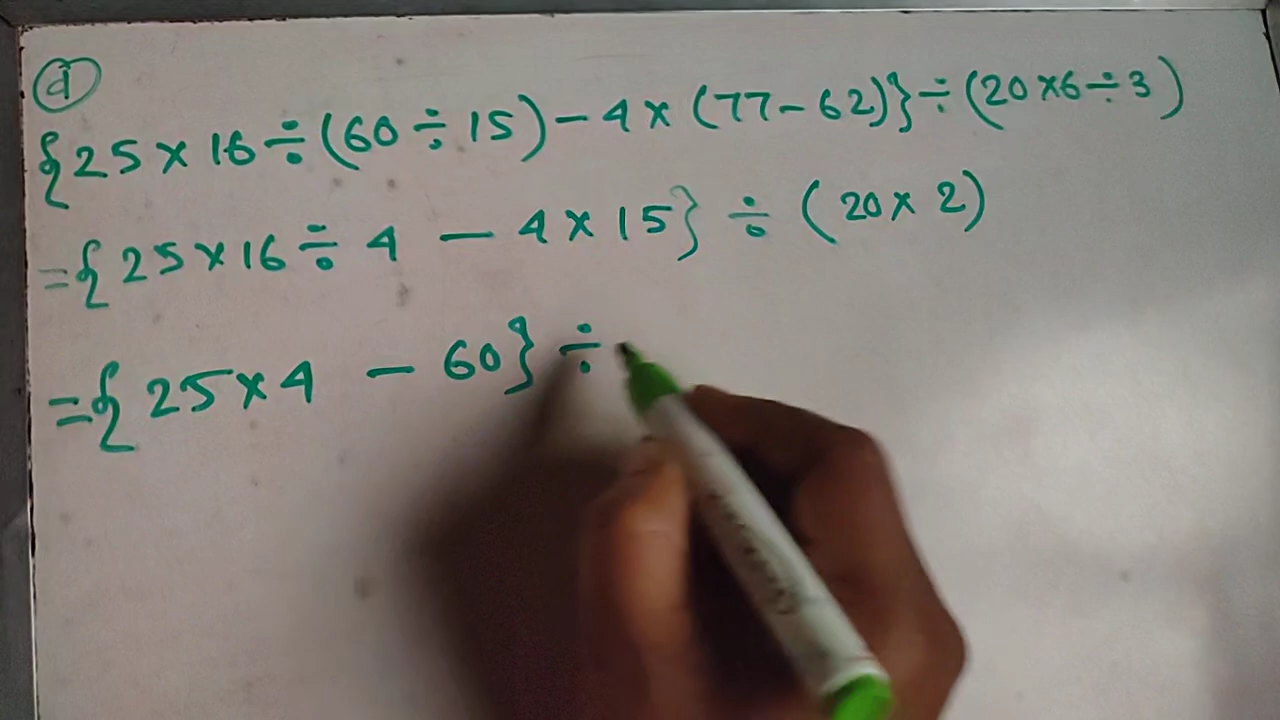 d
{25 × 16 ÷ (60 ÷ 15) - 4 × (77 - 62)} ÷ (20 × 6 ÷ 3)
= {25 × 16 ÷ 4 - 4 × 15} ÷ (20 × 2)
= {25 × 4 - 60} ÷